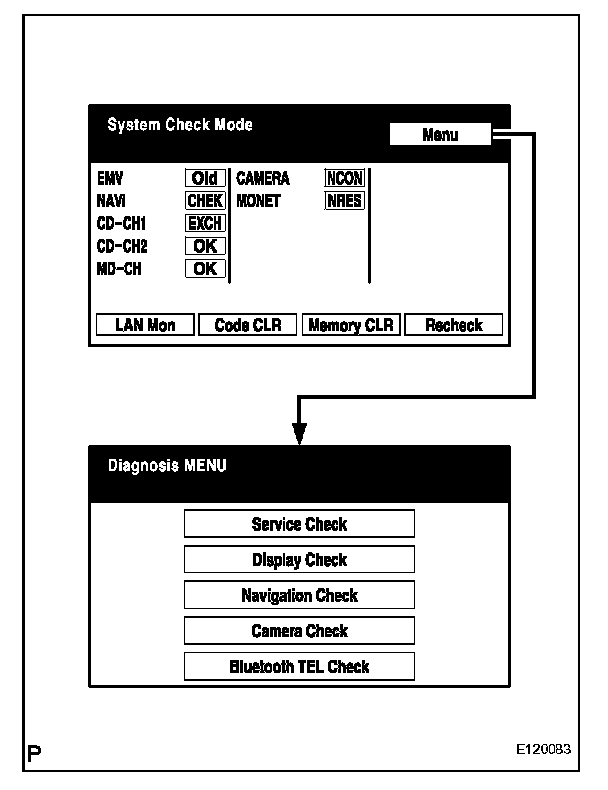 System Check Mode
Menu
EMV Old CAMERA NCON
NAVI CHEK MONET NRES
CD-CH1 EXCH
CD-CH2 OK
MD-CH OK
LAN Mon Code CLR Memory CLR Recheck
Diagnosis MENU
Service Check
Display Check
Navigation Check
Camera Check
Bluetooth TEL Check
P
E120083